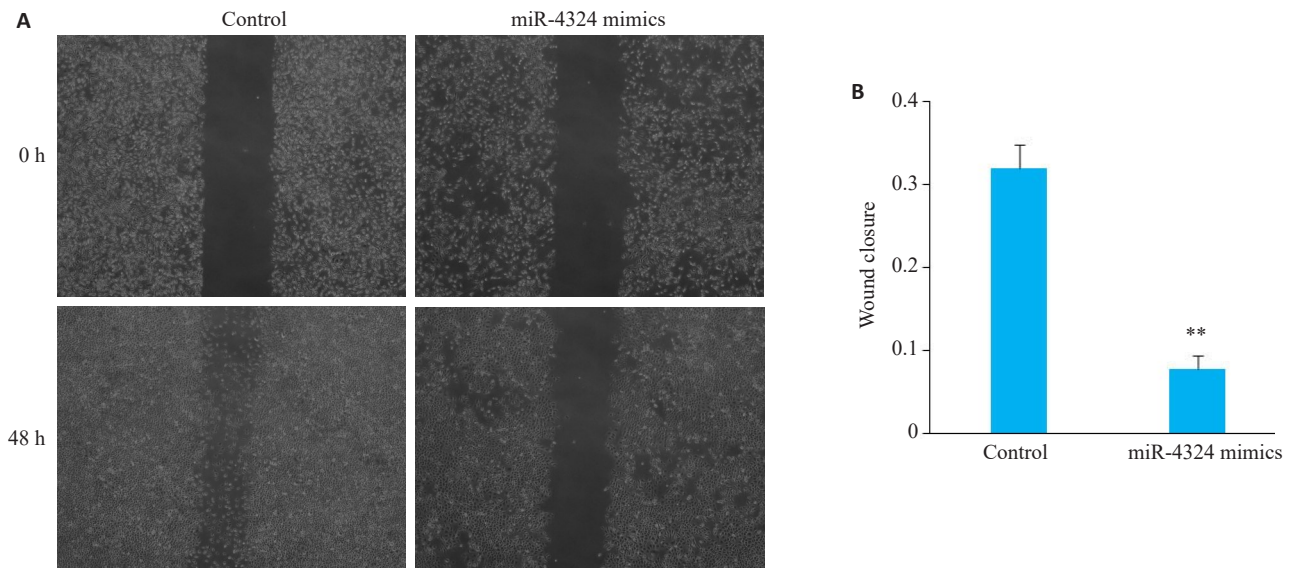 A
Control
miR-4324 mimics
0 h
48 h
B
Wound closure
0.4
0.3
0.2
0.1
0
**
Control
miR-4324 mimics